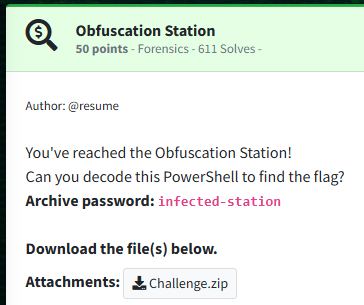 Obfuscation Station
50 points - Forensics - 611 Solves -
Author: @resume
You've reached the Obfuscation Station!
Can you decode this PowerShell to find the flag?
Archive password: infected-station
Download the file(s) below.
Attachments: Challenge.zip